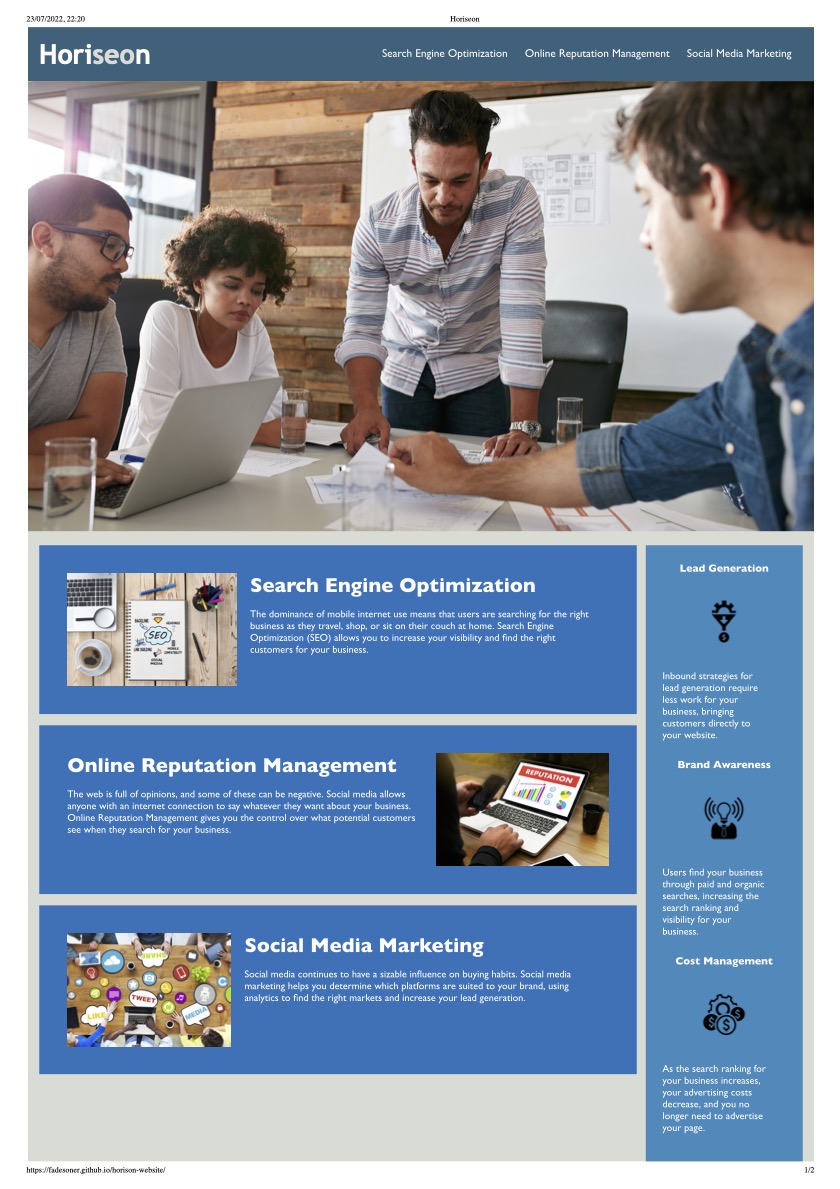 23/07/2022, 22:20
Horiseon
Horiseon
Search Engine Optimization
Online Reputation Management
Social Media Marketing
Search Engine Optimization
The dominance of mobile internet use means that users are searching for the right
business as they travel, shop, or sit on their couch at home. Search Engine
Optimization (SEO) allows you to increase your visibility and find the right
customers for your business.
CONTENT
BASELINE
KEYWORDS
SEO
LINK BUILDING
MOBILE
COMPATIBILITY
SOCIAL
MEDIA
Online Reputation Management
The web is full of opinions, and some of these can be negative. Social media allows
anyone with an internet connection to say whatever they want about your business.
Online Reputation Management gives you the control over what potential customers
see when they search for your business.
REPUTATION
Social Media Marketing
Social media continues to have a sizable influence on buying habits. Social media
marketing helps you determine which platforms are suited to your brand, using
analytics to find the right markets and increase your lead generation.
SHARE
TWEET
LIKE
MEDIA
Lead Generation
Inbound strategies for
lead generation require
less work for your
business, bringing
customers directly to
your website.
Brand Awareness
Users find your business
through paid and organic
searches, increasing the
search ranking and
visibility for your
business.
Cost Management
As the search ranking for
your business increases,
your advertising costs
decrease, and you no
longer need to advertise
your page.
https://fadesoner.github.io/horison-website/
1/2